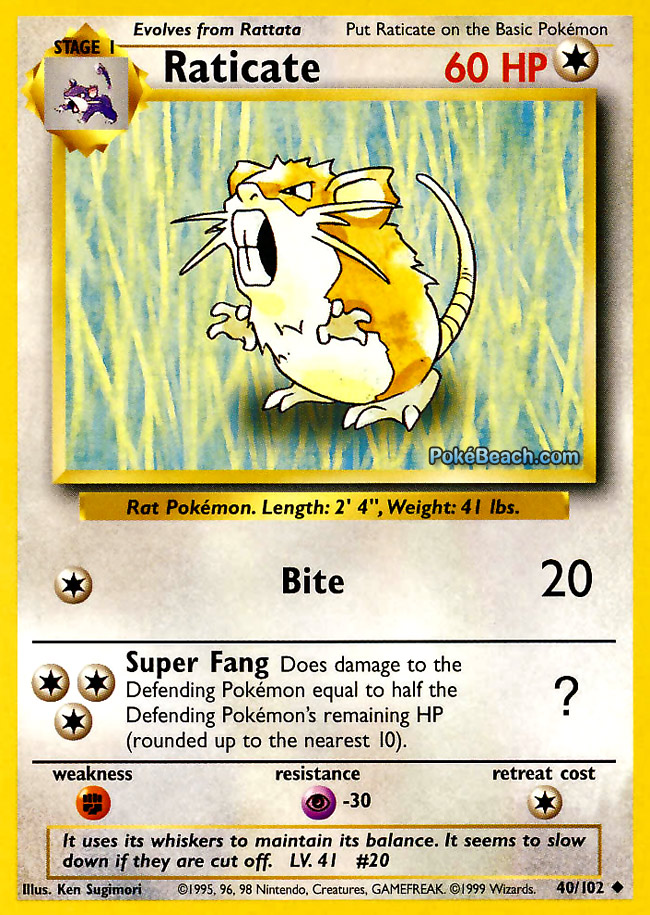 Evolves from Rattata Put Raticate on the Basic Pokémon
STAGE 1
Raticate 60 HP
PokéBeach.com
Rat Pokémon. Length: 2' 4", Weight: 41 lbs.
Bite 20
Super Fang Does damage to the
Defending Pokémon equal to half the
Defending Pokémon's remaining HP
(rounded up to the nearest 10).
?
weakness resistance retreat cost
-30
It uses its whiskers to maintain its balance. It seems to slow
down if they are cut off. LV. 41 #20
Illus. Ken Sugimori ©1995, 96, 98 Nintendo, Creatures, GAMEFREAK. ©1999 Wizards. 40/102